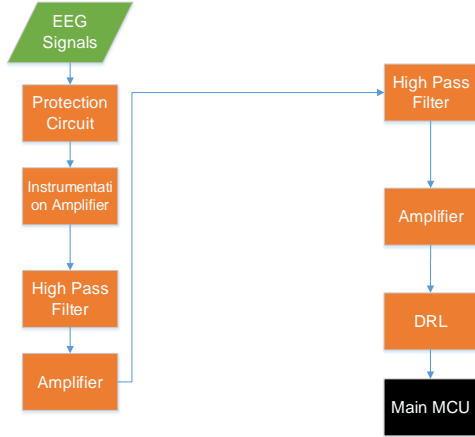 EEG
Signals
Protection
Circuit
Instrumentati
on Amplifier
High Pass
Filter
Amplifier
High Pass
Filter
Amplifier
DRL
Main MCU